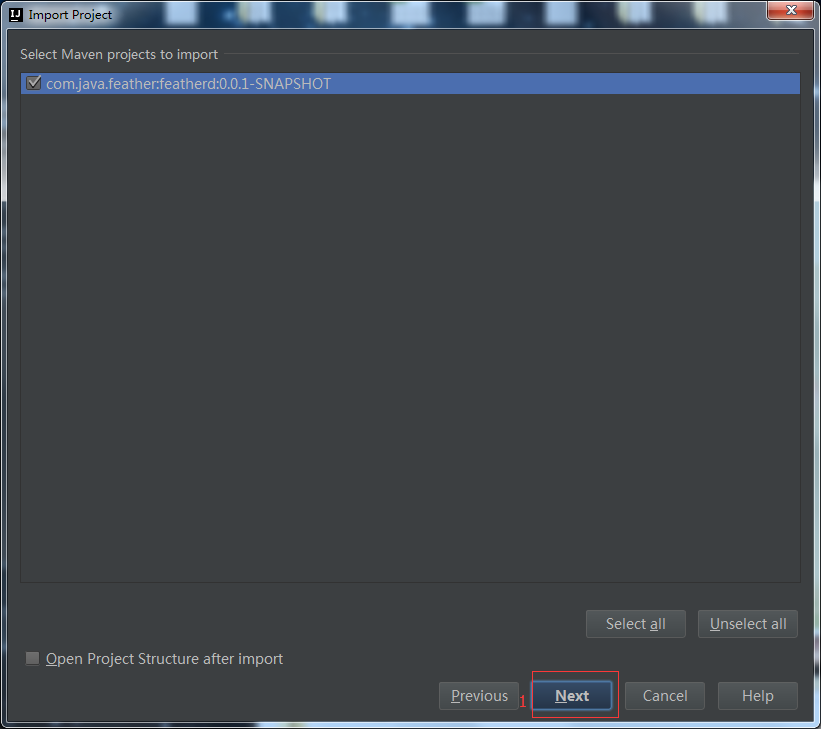 IJ Import Project
Select Maven projects to import
com.java.feather:featherd:0.0.1-SNAPSHOT
Select all Unselect all
Open Project Structure after import
Previous 1 Next Cancel Help